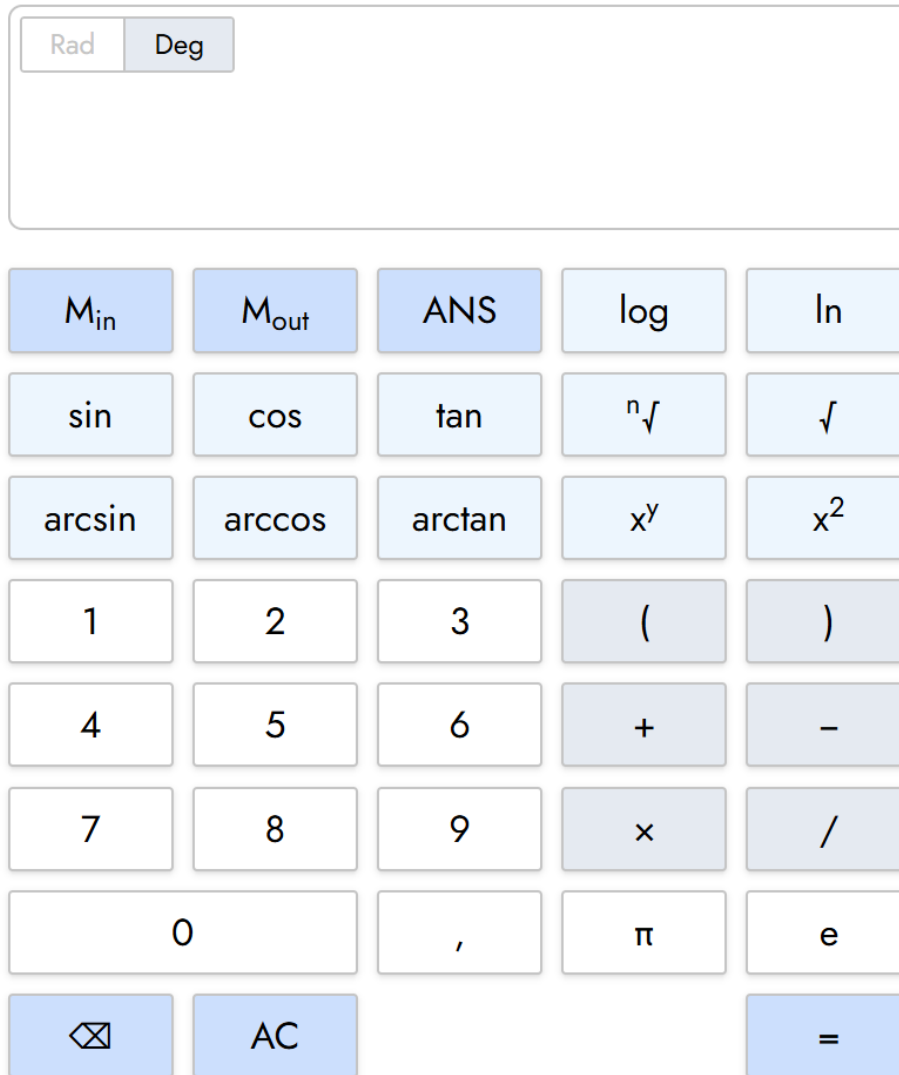 Rad Deg
Min Mout ANS log ln
sin cos tan ⁿ√ √
arcsin arccos arctan xʸ x²
1 2 3 ( )
4 5 6 + −
7 8 9 × /
0 , π e
⌫ AC =